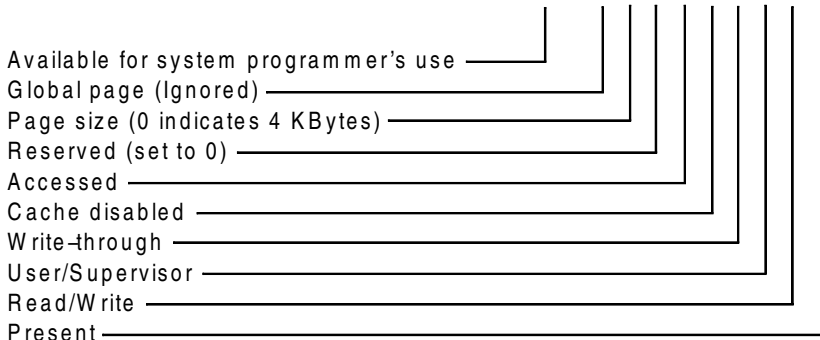 Available for system programmer’s use
Global page (Ignored)
Page size (0 indicates 4 KBytes)
Reserved (set to 0)
Accessed
Cache disabled
Write–through
User/Supervisor
Read/Write
Present